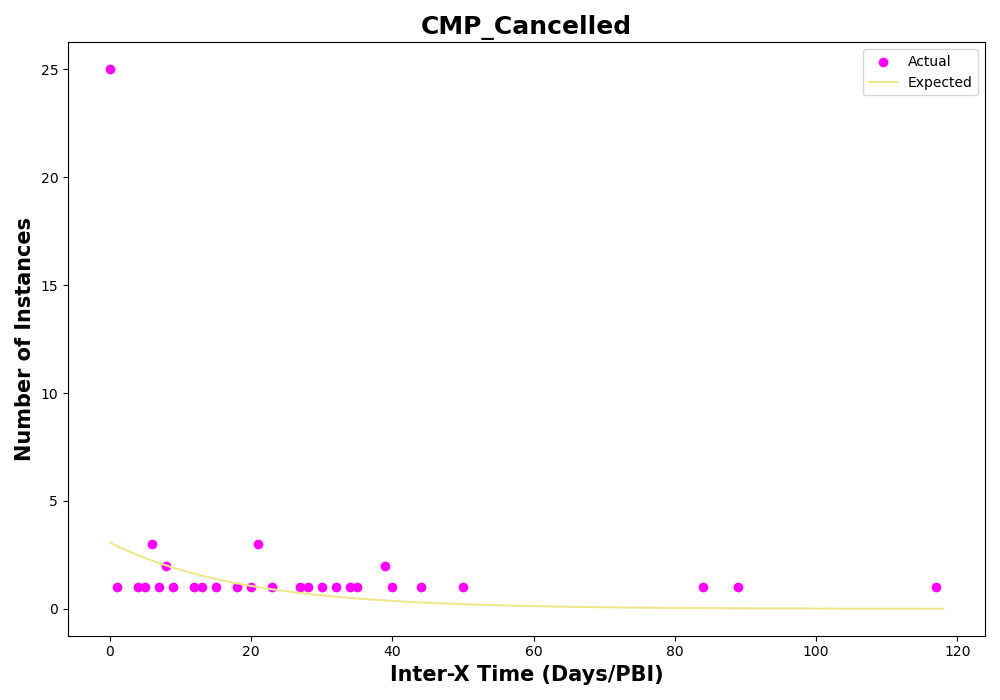 CMP_Cancelled
Actual
Expected
Number of Instances
25
20
15
10
5
0
0 20 40 60 80 100 120
Inter-X Time (Days/PBI)